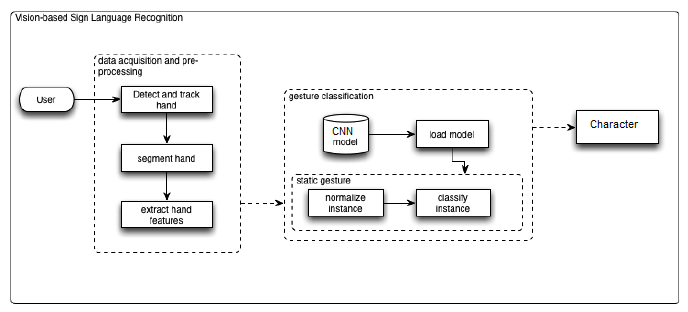 Vision-based Sign Language Recognition
data acquisition and pre-
processing
User
Detect and track
hand
segment hand
extract hand
features
gesture classification
CNN
model
load model
static gesture
normalize
instance
classify
instance
Character